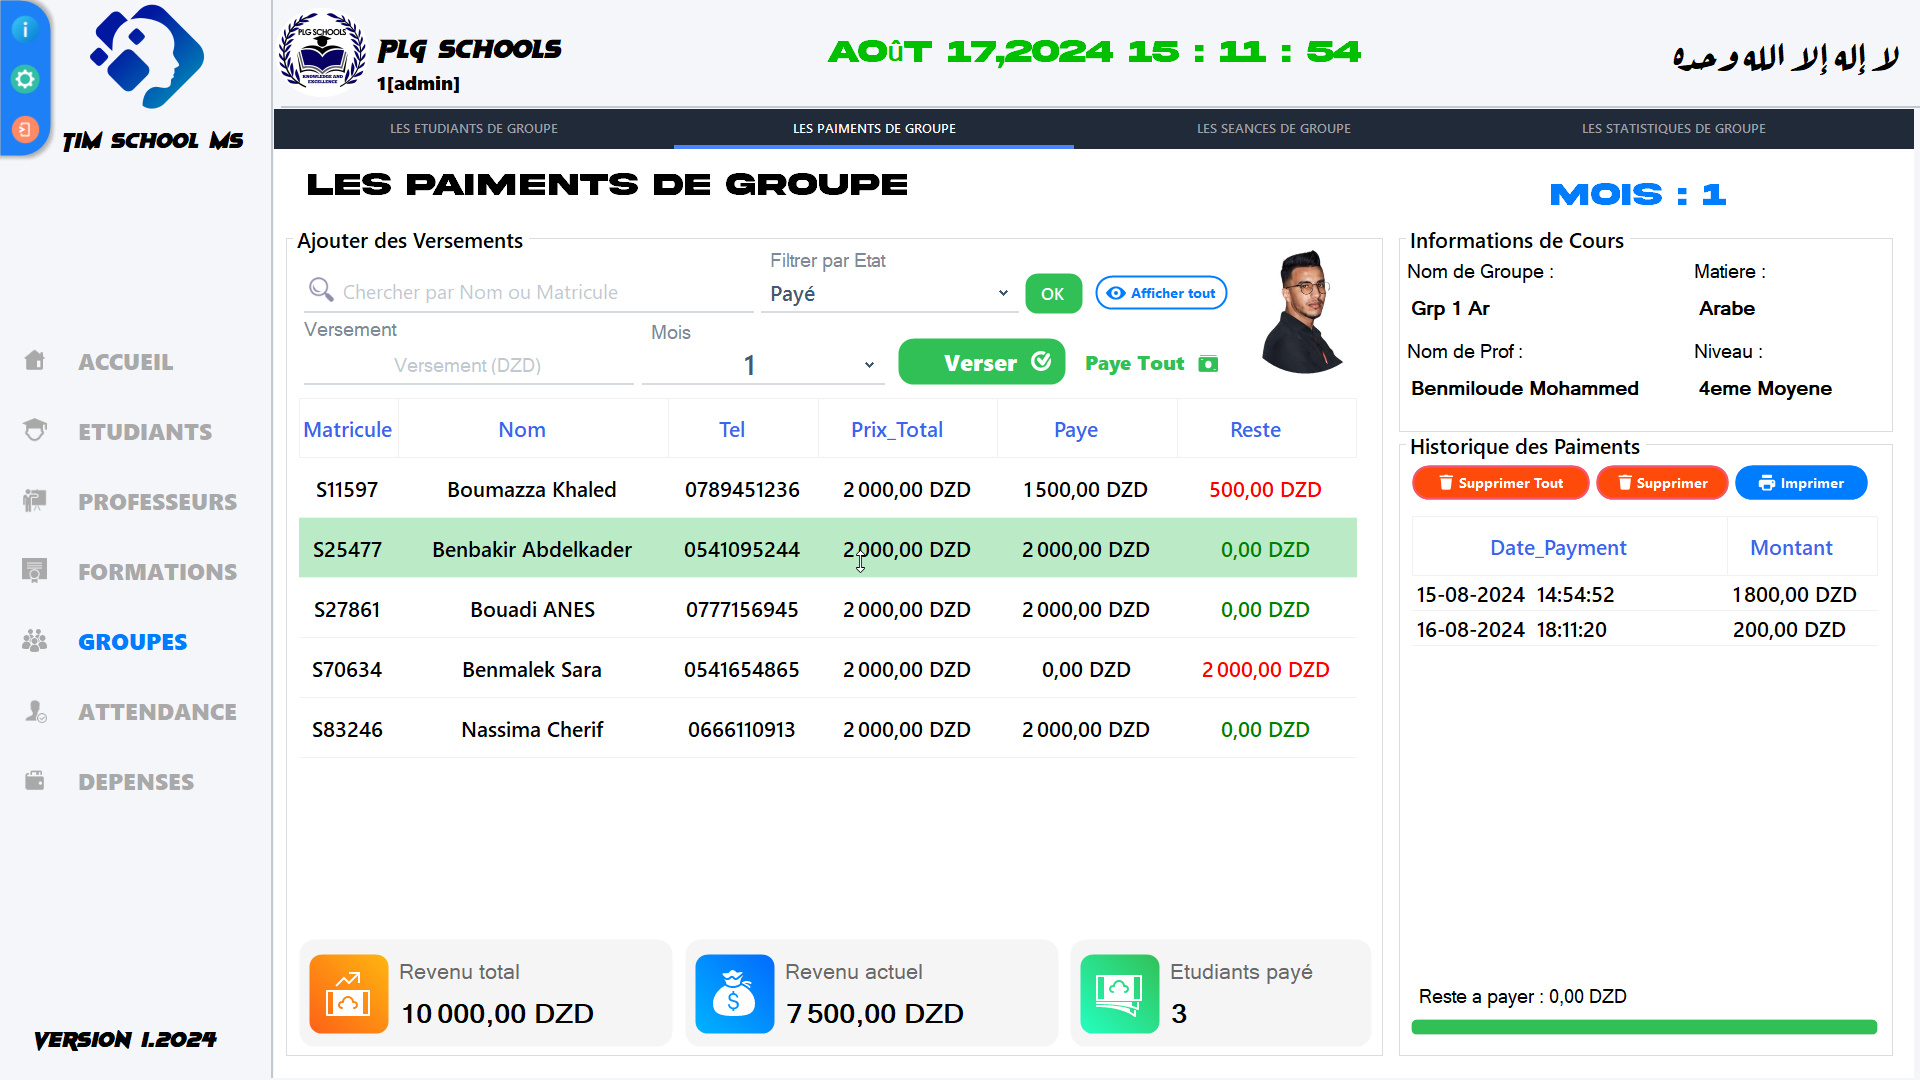 TIM SCHOOL MS
ACCUEIL
ETUDIANTS
PROFESSEURS
FORMATIONS
GROUPES
ATTENDANCE
DEPENSES
VERSION 1.2024
PLG SCHOOLS
KNOWLEDGE AND
EXCELLENCE
PLG SCHOOLS
1[admin]
AOûT 17,2024 15 : 11 : 54
لا إله إلا الله وحده
LES ETUDIANTS DE GROUPE
LES PAIMENTS DE GROUPE
LES SEANCES DE GROUPE
LES STATISTIQUES DE GROUPE
LES PAIMENTS DE GROUPE
MOIS : 1
Ajouter des Versements
Chercher par Nom ou Matricule
Filtrer par Etat
Payé
OK
Afficher tout
Versement
Versement (DZD)
Mois
1
Verser
Paye Tout
Matricule Nom Tel Prix_Total Paye Reste
S11597 Boumazza Khaled 0789451236 2 000,00 DZD 1 500,00 DZD 500,00 DZD
S25477 Benbakir Abdelkader 0541095244 2 000,00 DZD 2 000,00 DZD 0,00 DZD
S27861 Bouadi ANES 0777156945 2 000,00 DZD 2 000,00 DZD 0,00 DZD
S70634 Benmalek Sara 0541654865 2 000,00 DZD 0,00 DZD 2 000,00 DZD
S83246 Nassima Cherif 0666110913 2 000,00 DZD 2 000,00 DZD 0,00 DZD
Revenu total
10 000,00 DZD
Revenu actuel
7 500,00 DZD
Etudiants payé
3
Informations de Cours
Nom de Groupe : Matiere :
Grp 1 Ar Arabe
Nom de Prof : Niveau :
Benmiloude Mohammed 4eme Moyene
Historique des Paiments
Supprimer Tout
Supprimer
Imprimer
Date_Payment Montant
15-08-2024 14:54:52 1 800,00 DZD
16-08-2024 18:11:20 200,00 DZD
Reste a payer : 0,00 DZD